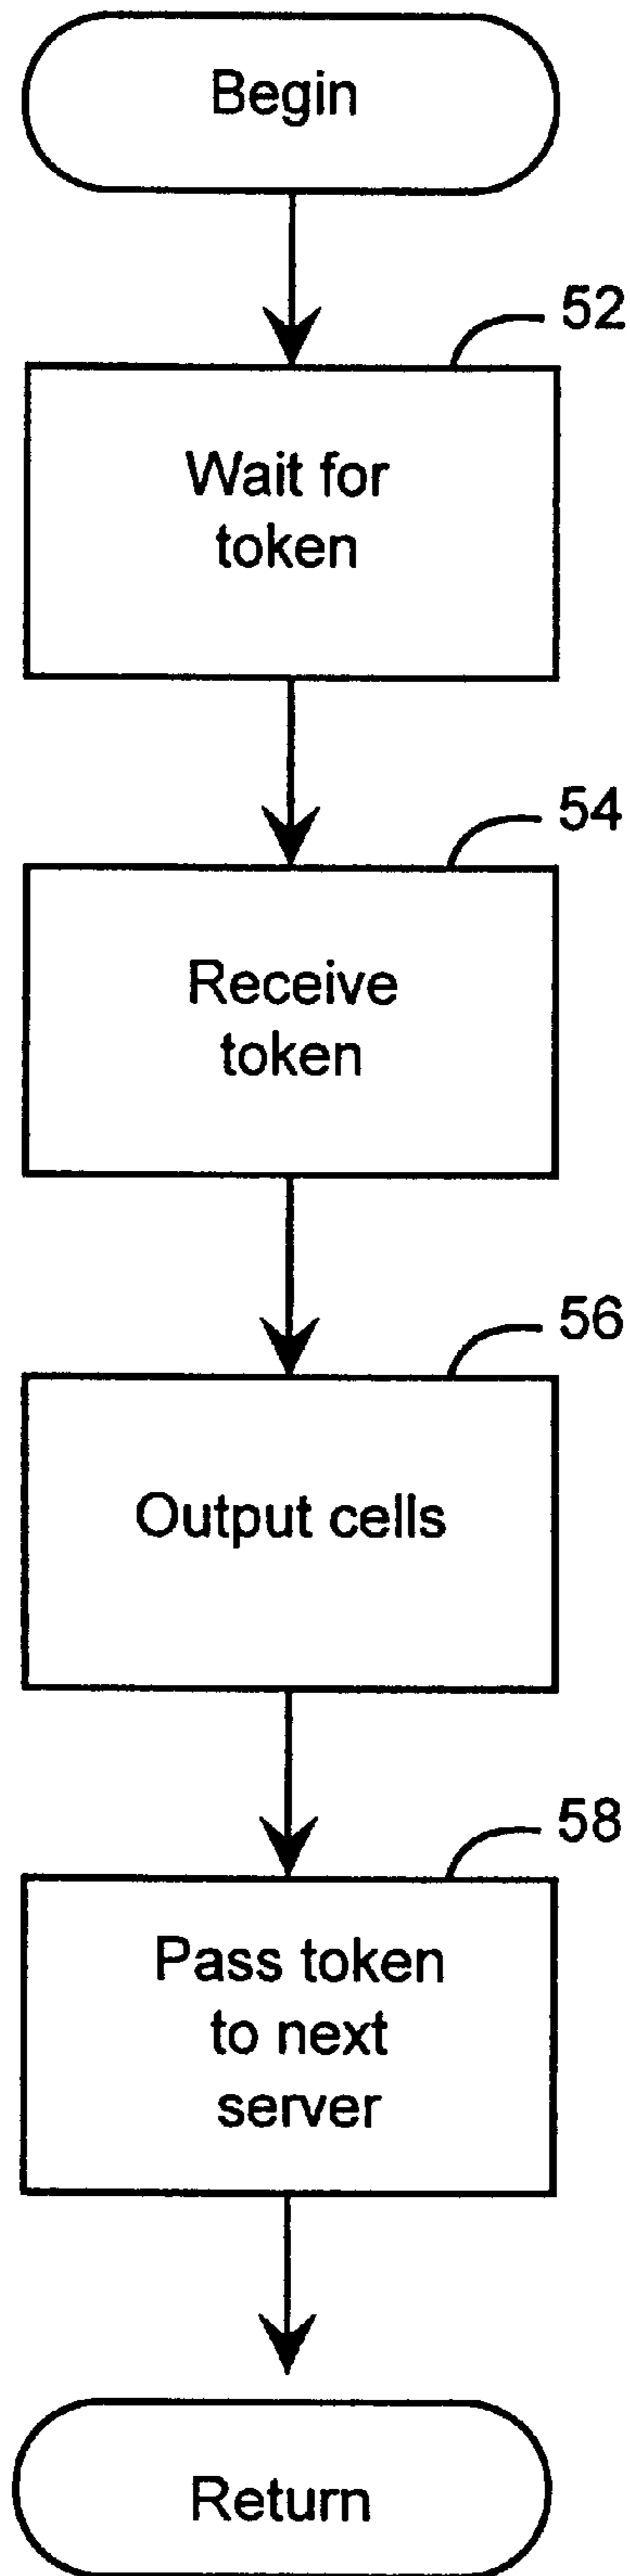 Begin
52
Wait for
token
54
Receive
token
56
Output cells
58
Pass token
to next
server
Return